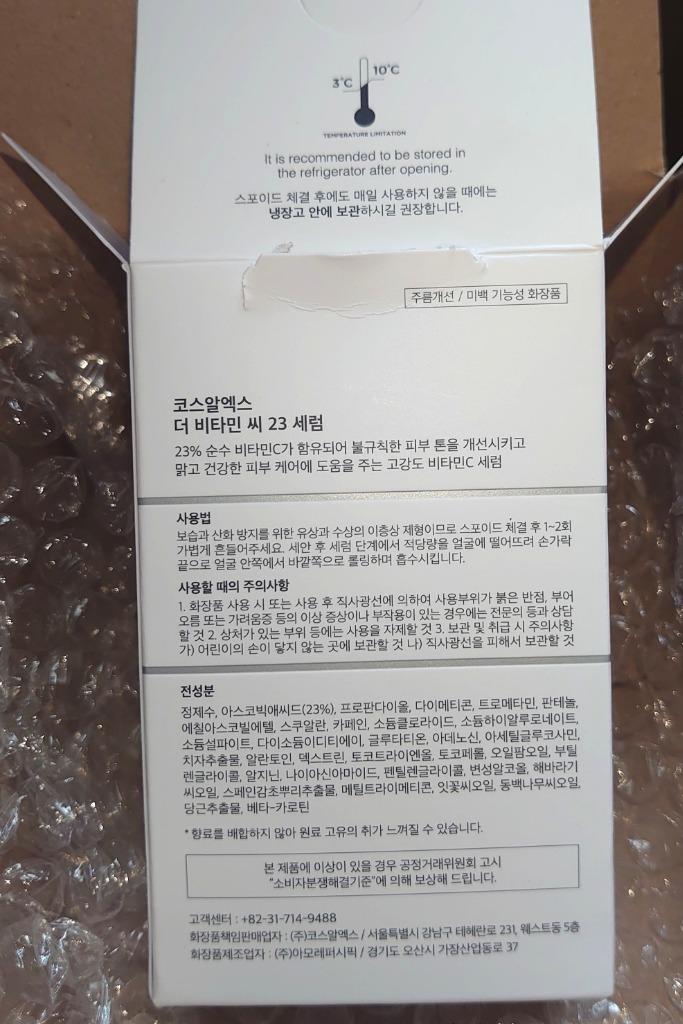 3°C
10°C
TEMPERATURE LIMITATION
It is recommended to be stored in
the refrigerator after opening.
스포이드 체결 후에도 매일 사용하지 않을 때에는
냉장고 안에 보관하시길 권장합니다.
주름개선 / 미백 기능성 화장품
코스알엑스
더 비타민 씨 23 세럼
23% 순수 비타민C가 함유되어 불규칙한 피부 톤을 개선시키고
맑고 건강한 피부 케어에 도움을 주는 고강도 비타민C 세럼
사용법
보습과 산화 방지를 위한 유상과 수상의 이층상 제형이므로 스포이드 체결 후 1~2회
가볍게 흔들어주세요. 세안 후 세럼 단계에서 적당량을 얼굴에 떨어뜨려 손가락
끝으로 얼굴 안쪽에서 바깥쪽으로 롤링하며 흡수시킵니다.
사용할 때의 주의사항
1. 화장품 사용 시 또는 사용 후 직사광선에 의하여 사용부위가 붉은 반점, 부어
오름 또는 가려움증 등의 이상 증상이나 부작용이 있는 경우에는 전문의 등과 상담
할 것 2. 상처가 있는 부위 등에는 사용을 자제할 것 3. 보관 및 취급 시 주의사항
가) 어린이의 손이 닿지 않는 곳에 보관할 것 나) 직사광선을 피해서 보관할 것
전성분
정제수, 아스코빅애씨드(23%), 프로판다이올, 다이메티콘, 트로메타민, 판테놀,
에칠아스코빌에텔, 스쿠알란, 카페인, 소듐클로라이드, 소듐하이알루로네이트,
소듐설파이트, 다이소듐이디티에이, 글루타티온, 아데노신, 아세틸글루코사민,
치자추출물, 알란토인, 덱스트린, 토코트라이엔올, 토코페롤, 오일팜오일, 부틸
렌글라이콜, 알지닌, 나이아신아마이드, 펜틸렌글라이콜, 변성알코올, 해바라기
씨오일, 스페인감초뿌리추출물, 메틸트라이메티콘, 잇꽃씨오일, 동백나무씨오일,
당근추출물, 베타-카로틴
* 향료를 배합하지 않아 원료 고유의 취가 느껴질 수 있습니다.
본 제품에 이상이 있을 경우 공정거래위원회 고시
"소비자분쟁해결기준"에 의해 보상해 드립니다.
고객센터 : +82-31-714-9488
화장품책임판매업자 : (주)코스알엑스 / 서울특별시 강남구 테헤란로 231, 웨스트동 5층
화장품제조업자 : (주)아모레퍼시픽 / 경기도 오산시 가장산업동로 37